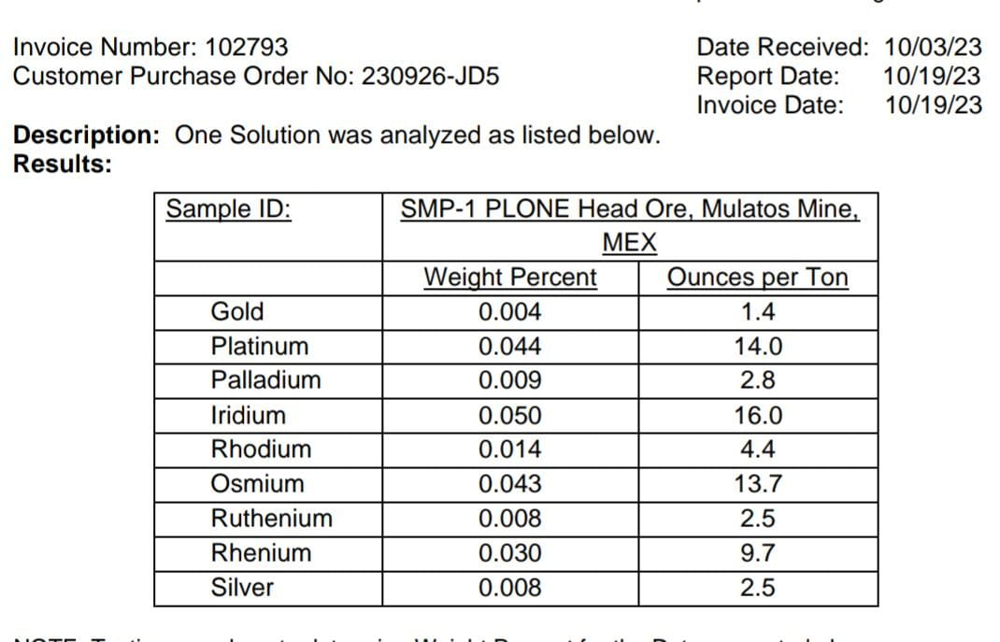 Invoice Number: 102793 Date Received: 10/03/23
Customer Purchase Order No: 230926-JD5 Report Date: 10/19/23
Invoice Date: 10/19/23
Description: One Solution was analyzed as listed below.
Results:
Sample ID: SMP-1 PLONE Head Ore, Mulatos Mine,
MEX
Weight Percent Ounces per Ton
Gold 0.004 1.4
Platinum 0.044 14.0
Palladium 0.009 2.8
Iridium 0.050 16.0
Rhodium 0.014 4.4
Osmium 0.043 13.7
Ruthenium 0.008 2.5
Rhenium 0.030 9.7
Silver 0.008 2.5